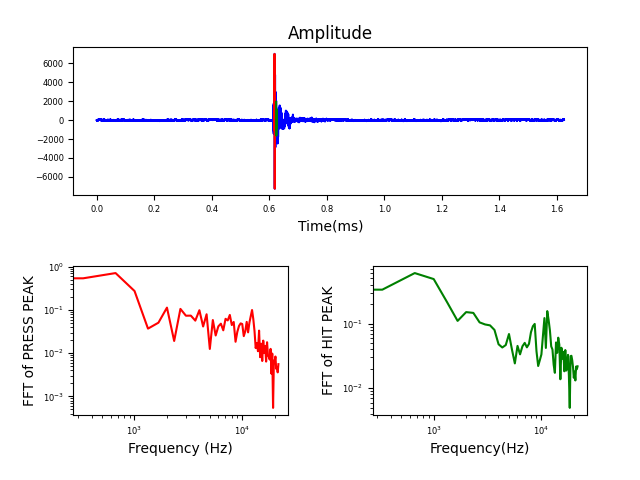 Amplitude
6000
4000
2000
0
−2000
−4000
−6000
0.0 0.2 0.4 0.6 0.8 1.0 1.2 1.4 1.6
Time(ms)
FFT of PRESS PEAK
10⁰
10⁻¹
10⁻²
10⁻³
10³ 10⁴
Frequency (Hz)
FFT of HIT PEAK
10⁻¹
10⁻²
10³ 10⁴
Frequency(Hz)